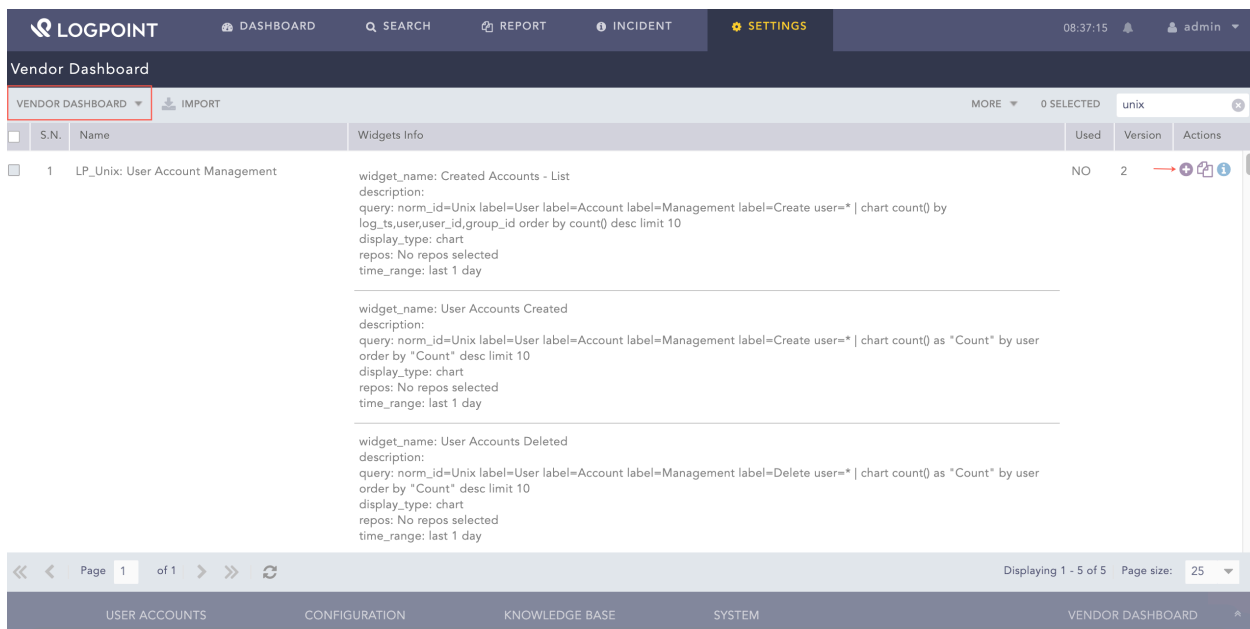 LOGPOINT DASHBOARD SEARCH REPORT INCIDENT SETTINGS 08:37:15 admin
Vendor Dashboard
VENDOR DASHBOARD IMPORT MORE 0 SELECTED unix
S.N. Name Widgets Info Used Version Actions
1 LP_Unix: User Account Management NO 2
widget_name: Created Accounts - List
description:
query: norm_id=Unix label=User label=Account label=Management label=Create user=* | chart count() by
log_ts,user,user_id,group_id order by count() desc limit 10
display_type: chart
repos: No repos selected
time_range: last 1 day
widget_name: User Accounts Created
description:
query: norm_id=Unix label=User label=Account label=Management label=Create user=* | chart count() as "Count" by user
order by "Count" desc limit 10
display_type: chart
repos: No repos selected
time_range: last 1 day
widget_name: User Accounts Deleted
description:
query: norm_id=Unix label=User label=Account label=Management label=Delete user=* | chart count() as "Count" by user
order by "Count" desc limit 10
display_type: chart
repos: No repos selected
time_range: last 1 day
Page 1 of 1 Displaying 1 - 5 of 5 Page size: 25
USER ACCOUNTS CONFIGURATION KNOWLEDGE BASE SYSTEM VENDOR DASHBOARD